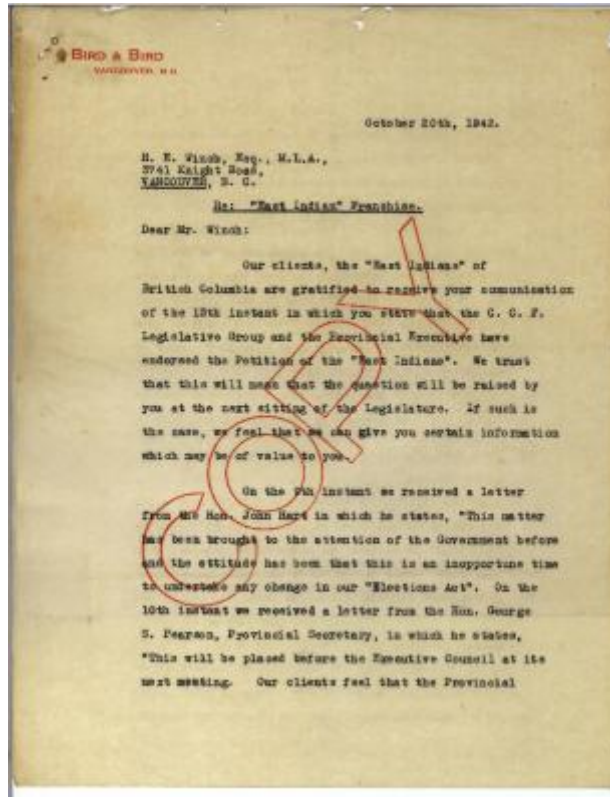 BIRD & BIRD
VANCOUVER, B.C.
October 20th, 1942.
H. E. Winch, Esq., M.L.A.,
3741 Knight Road,
VANCOUVER, B. C.
Re: "East Indian" Franchise.
Dear Mr. Winch:
Our clients, the "East Indians" of
British Columbia are gratified to receive your comunication
of the 15th instant in which you state that the C. C. F.
Legislative Group and the Provincial Executive have
endorsed the Petition of the "East Indians". We trust
that this will mean that the question will be raised by
you at the next sitting of the Legislature. If such is
the case, we feel that we can give you certain information
which may be of value to you.
On the 9th instant we received a letter
from the Hon. John Hart in which he states, "This matter
has been brought to the attention of the Government before
and the attitude has been that this is an inopportune time
to undertake any change in our "Elections Act". On the
10th instant we received a letter from the Hon. George
S. Pearson, Provincial Secretary, in which he states,
"This will be placed before the Executive Council at its
next meeting. Our clients feel that the Provincial
COPY